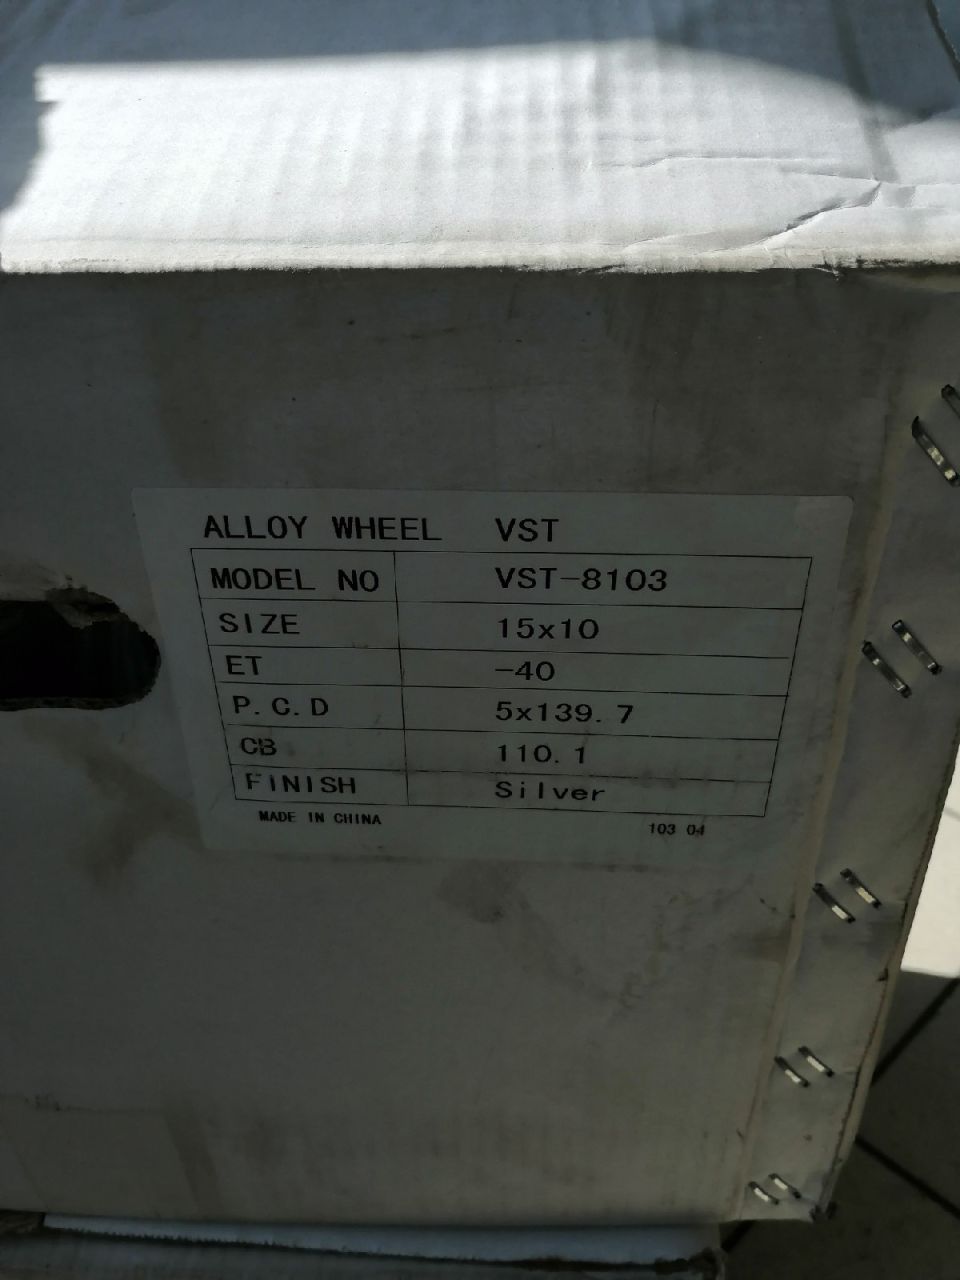 ALLOY WHEEL VST
MODEL NO VST-8103
SIZE 15x10
ET -40
P.C.D 5x139.7
CB 110.1
FINISH Silver
MADE IN CHINA 103 04